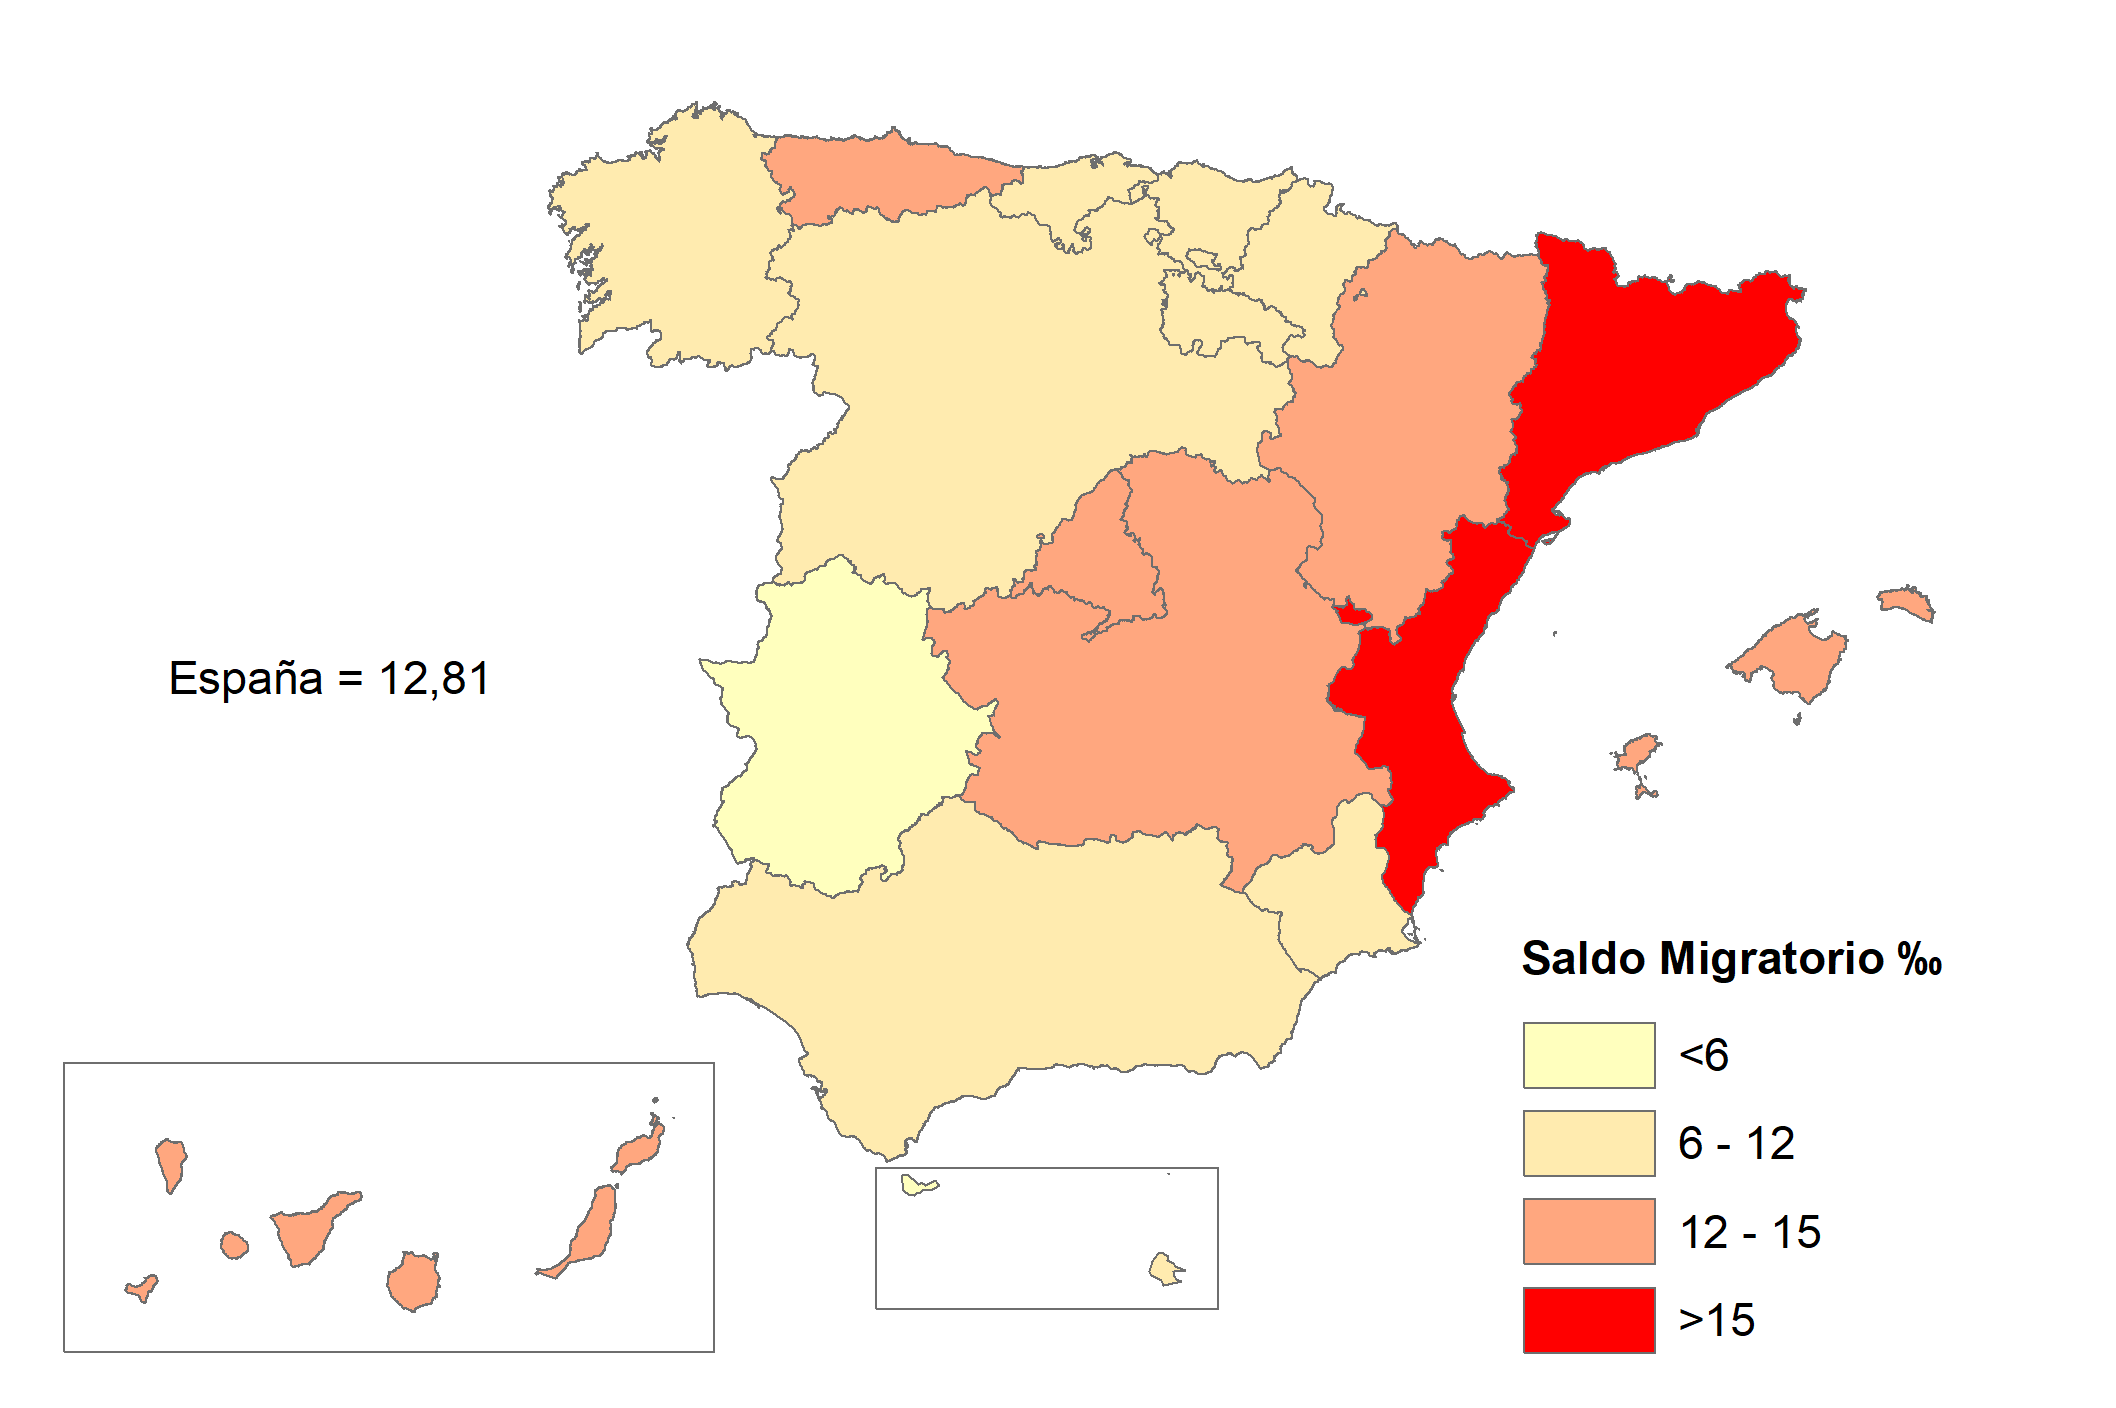 España = 12,81
Saldo Migratorio ‰
<6
6 - 12
12 - 15
>15